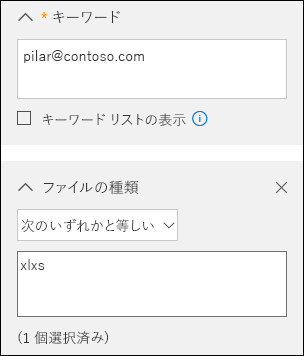 * キーワード
pilar@contoso.com
キーワード リストの表示
ファイルの種類
次のいずれかと等しい
xlxs
(1 個選択済み)